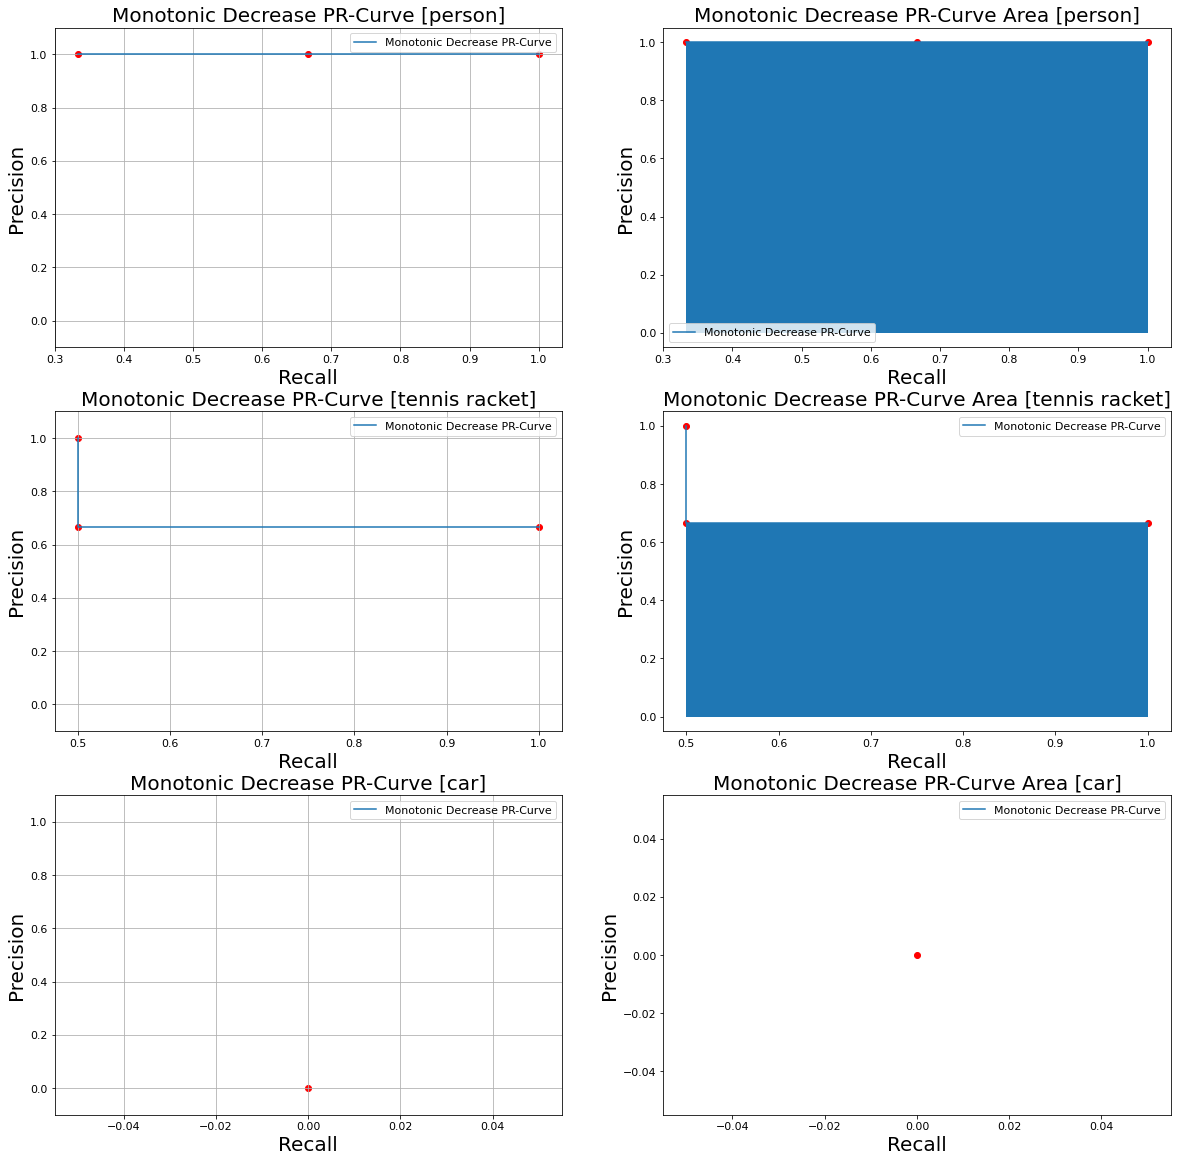 Monotonic Decrease PR-Curve [person]
Monotonic Decrease PR-Curve
1.0
0.8
0.6
0.4
0.2
0.0
Precision
0.3 0.4 0.5 0.6 0.7 0.8 0.9 1.0
Recall
Monotonic Decrease PR-Curve Area [person]
1.0
0.8
0.6
0.4
0.2
0.0
Precision
Monotonic Decrease PR-Curve
0.3 0.4 0.5 0.6 0.7 0.8 0.9 1.0
Recall
Monotonic Decrease PR-Curve [tennis racket]
Monotonic Decrease PR-Curve
1.0
0.8
0.6
0.4
0.2
0.0
Precision
0.5 0.6 0.7 0.8 0.9 1.0
Recall
Monotonic Decrease PR-Curve Area [tennis racket]
Monotonic Decrease PR-Curve
1.0
0.8
0.6
0.4
0.2
0.0
Precision
0.5 0.6 0.7 0.8 0.9 1.0
Recall
Monotonic Decrease PR-Curve [car]
Monotonic Decrease PR-Curve
1.0
0.8
0.6
0.4
0.2
0.0
Precision
−0.04 −0.02 0.00 0.02 0.04
Recall
Monotonic Decrease PR-Curve Area [car]
Monotonic Decrease PR-Curve
0.04
0.02
0.00
−0.02
−0.04
Precision
−0.04 −0.02 0.00 0.02 0.04
Recall